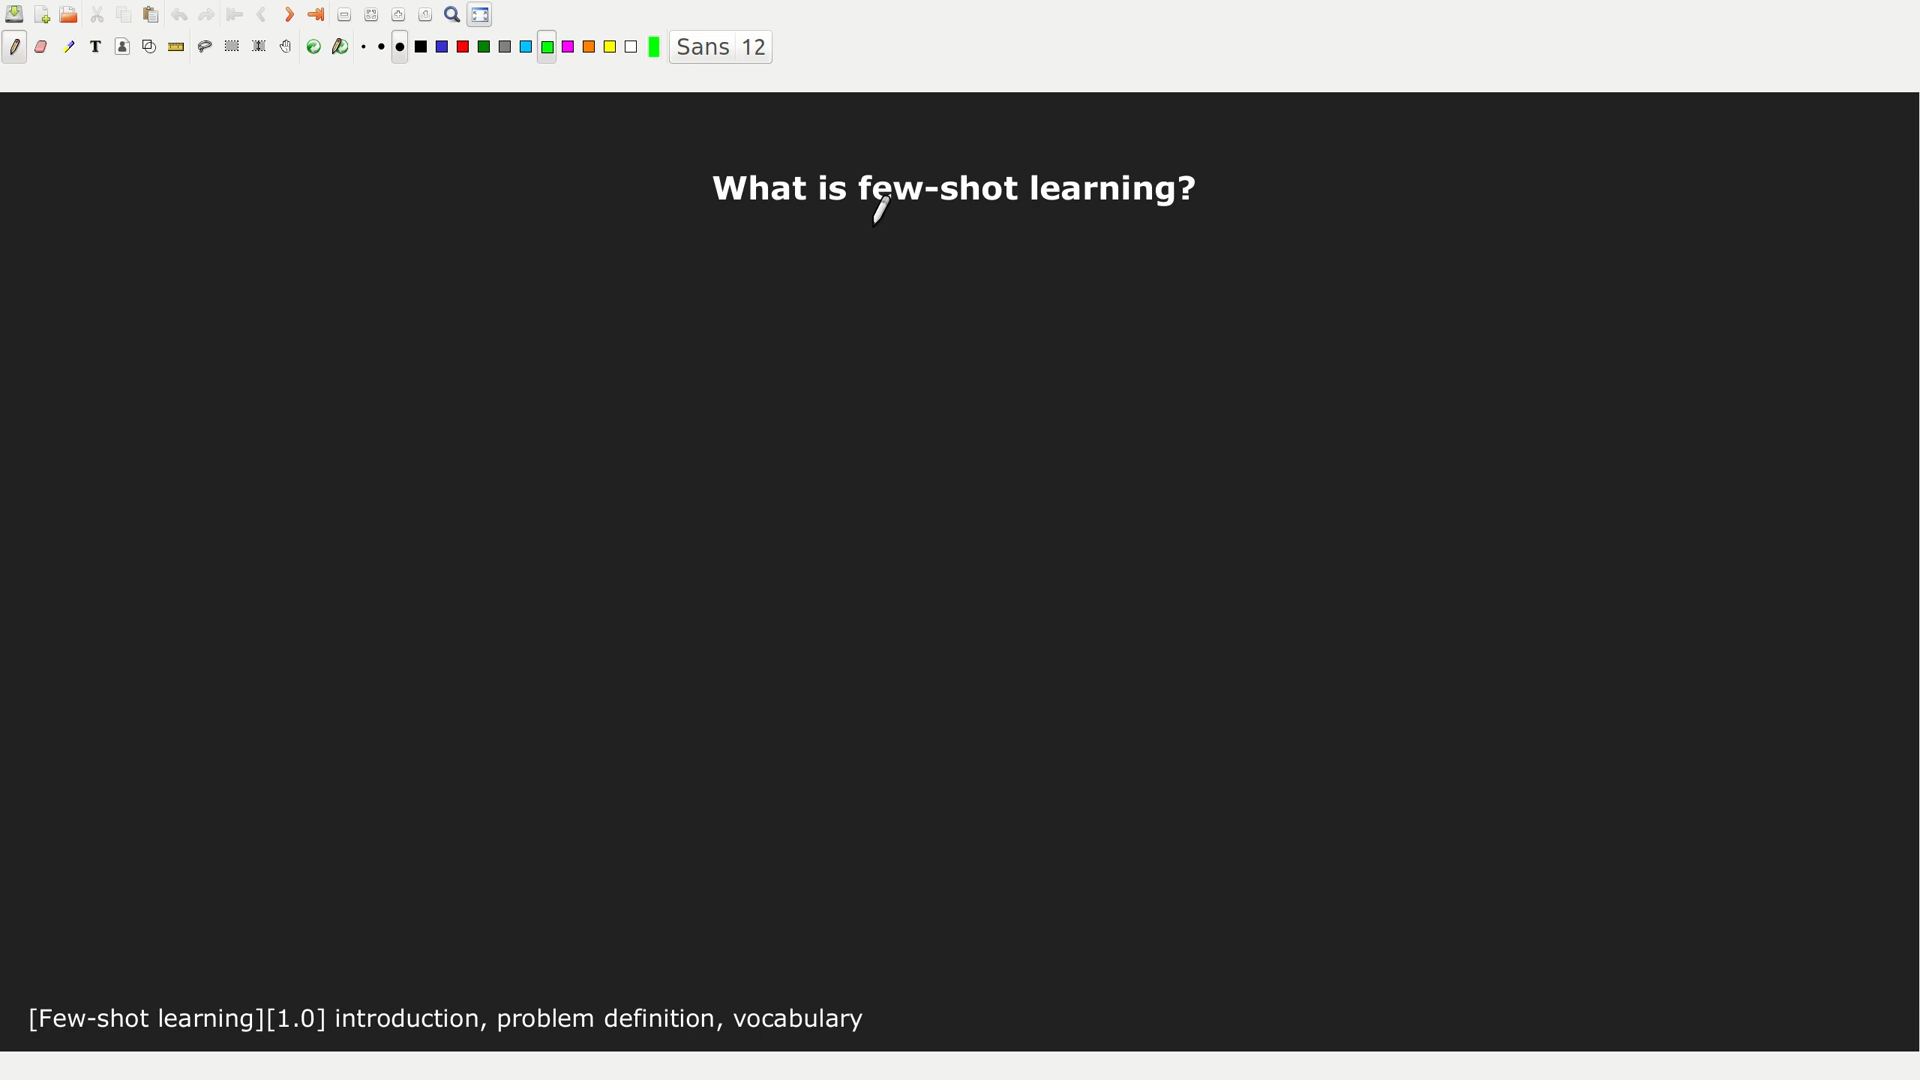 T
Sans 12
What is few-shot learning?
[Few-shot learning][1.0] introduction, problem definition, vocabulary